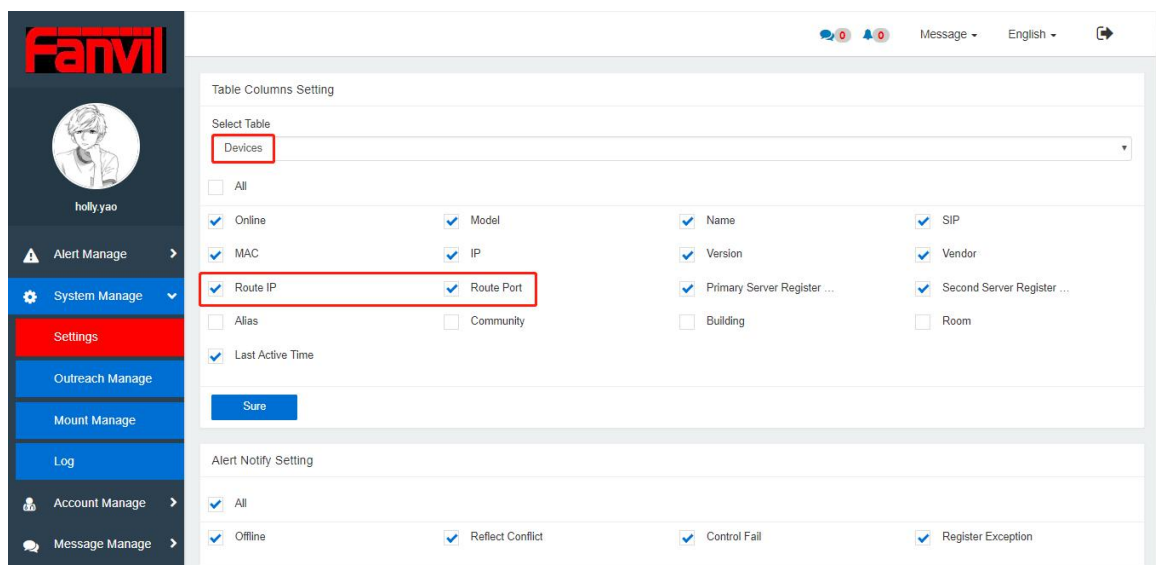 Fanvil
0 0 Message English
Table Columns Setting
Select Table
Devices
All
holly.yao
Online Model Name SIP
Alert Manage MAC IP Version Vendor
System Manage Route IP Route Port Primary Server Register ... Second Server Register ...
Alias Community Building Room
Settings
Last Active Time
Outreach Manage
Sure
Mount Manage
Log Alert Notify Setting
Account Manage All
Message Manage Offline Reflect Conflict Control Fail Register Exception